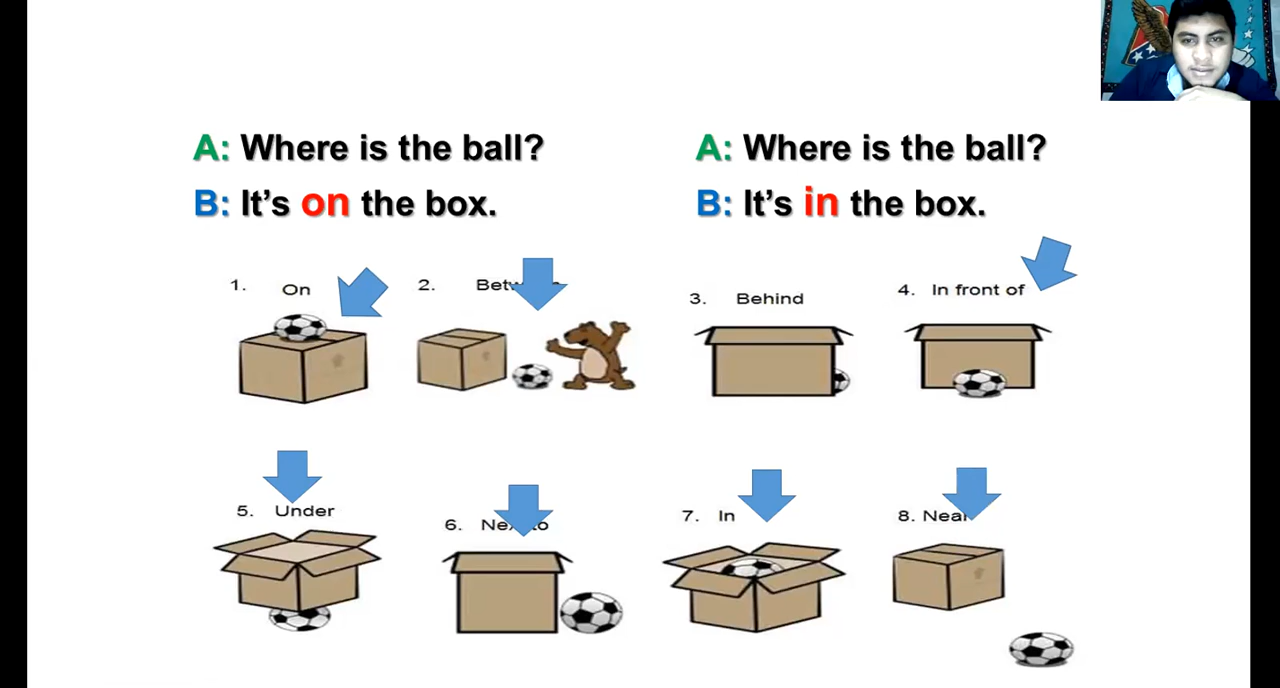 A: Where is the ball?
B: It's on the box.
A: Where is the ball?
B: It's in the box.
1. On
2.
3. Behind
4. In front of
5. Under
6.
7. In
8. Near